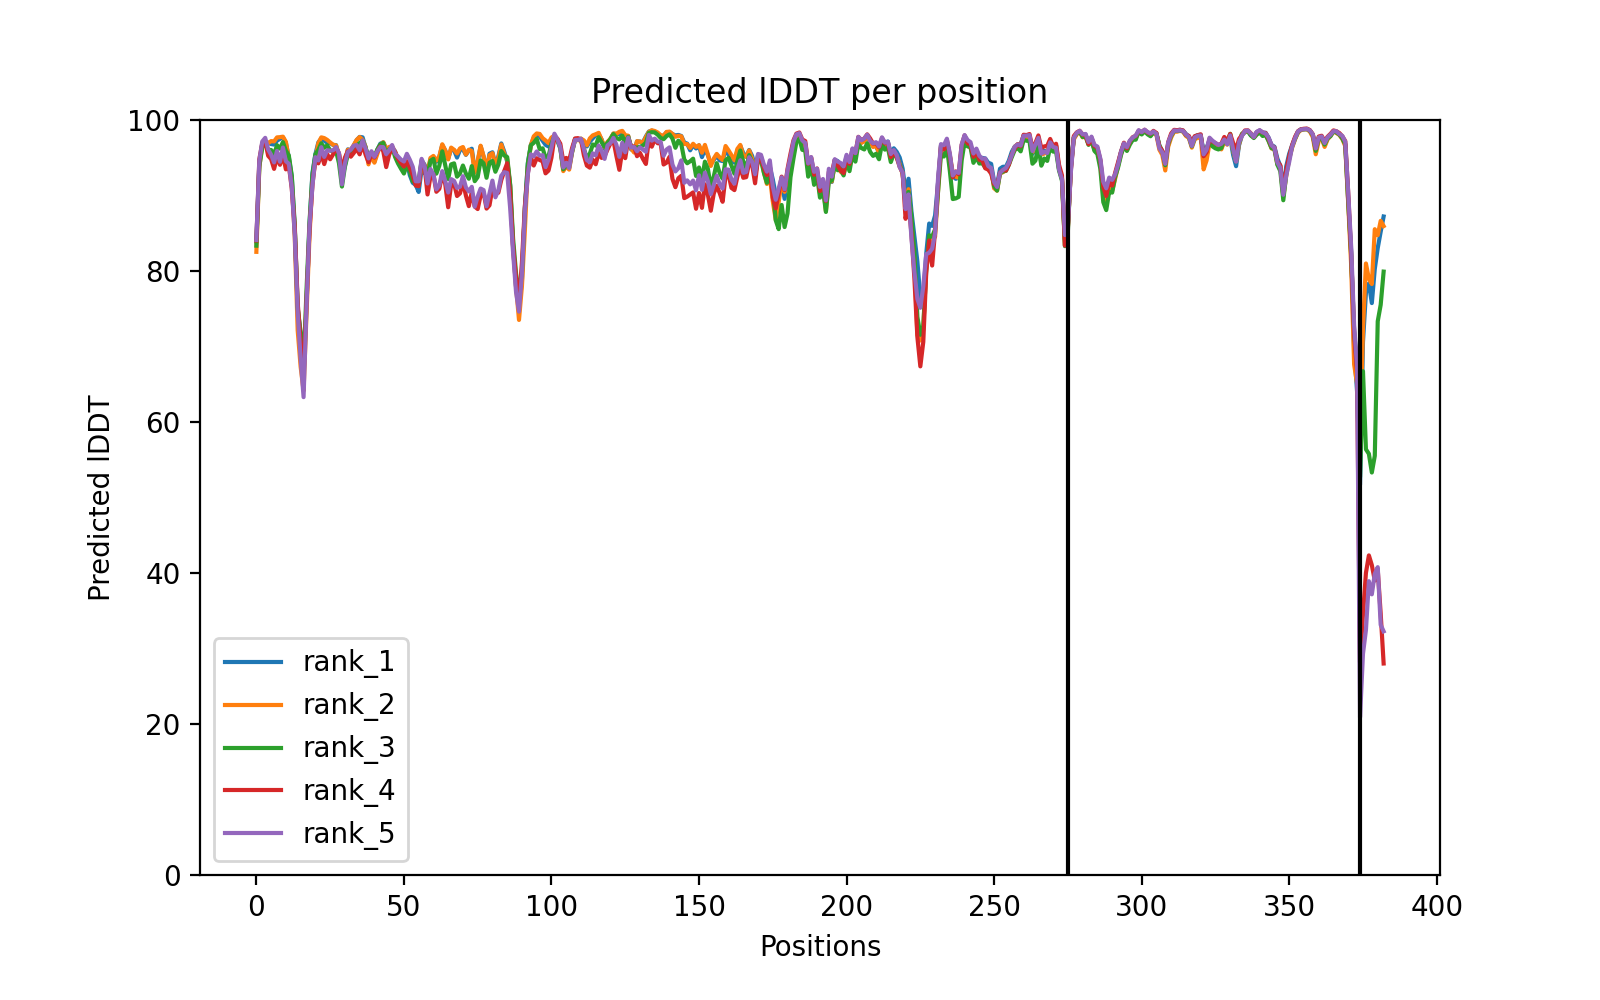 Predicted lDDT per position
100
80
60
40
20
0
Predicted lDDT
rank_1
rank_2
rank_3
rank_4
rank_5
0 50 100 150 200 250 300 350 400
Positions